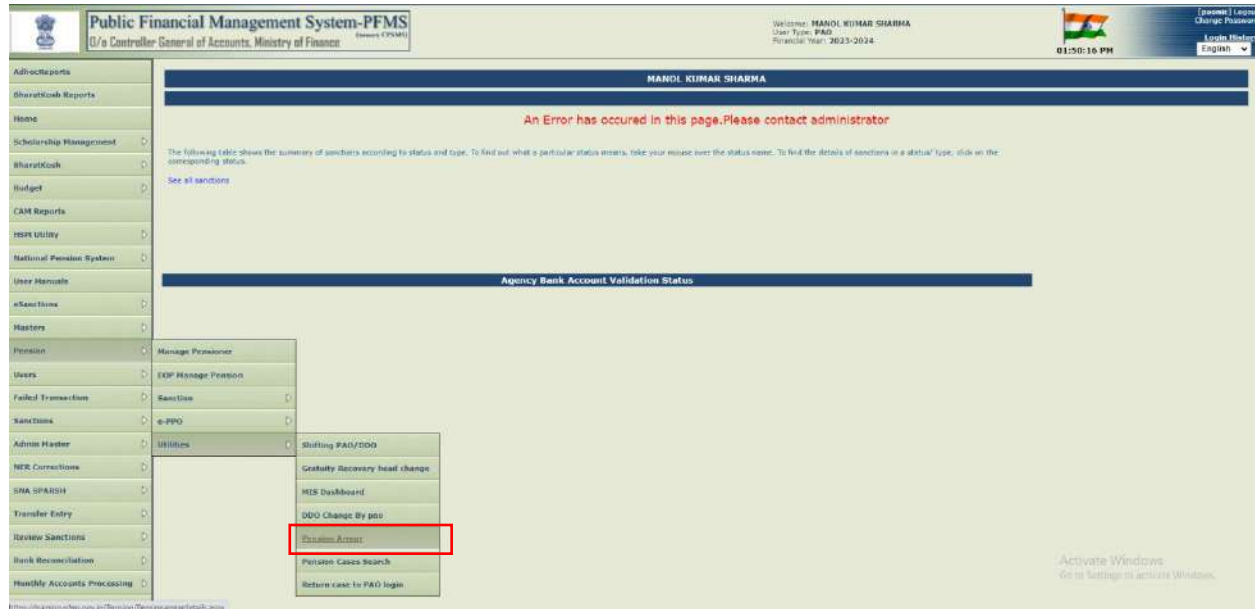 Public Financial Management System-PFMS
O/o Controller General of Accounts, Ministry of Finance (Formerly CPSMS)
Welcome: MANOL KUMAR SHARMA
User Type: PAO
Financial Year: 2023-2024
01:50:16 PM
Change Password
Login History
English
AdhocReports
BharatKosh Reports
Home
Scholarship Management
BharatKosh
Budget
CAM Reports
HSM Utility
National Pension System
User Manuals
eSanctions
Masters
Pension
Users
Failed Transaction
Sanctions
Admin Master
NER Corrections
SNA SPARSH
Transfer Entry
Review Sanctions
Bank Reconciliation
Monthly Accounts Processing
MANOL KUMAR SHARMA
An Error has occured in this page.Please contact administrator
The following table shows the summary of sanctions according to status and type. To find out what a particular status means, take your mouse over the status name. To find the details of sanctions in a status/ type, click on the
corresponding status.
See all sanctions
Agency Bank Account Validation Status
Manage Pensioner
EOP Manage Pension
Sanction
e-PPO
Utilities
Shifting PAO/DDO
Gratuity Recovery head change
MIS Dashboard
DDO Change By pao
Pension Arrear
Pension Cases Search
Return case to PAO login
Activate Windows
Go to Settings to activate Windows.